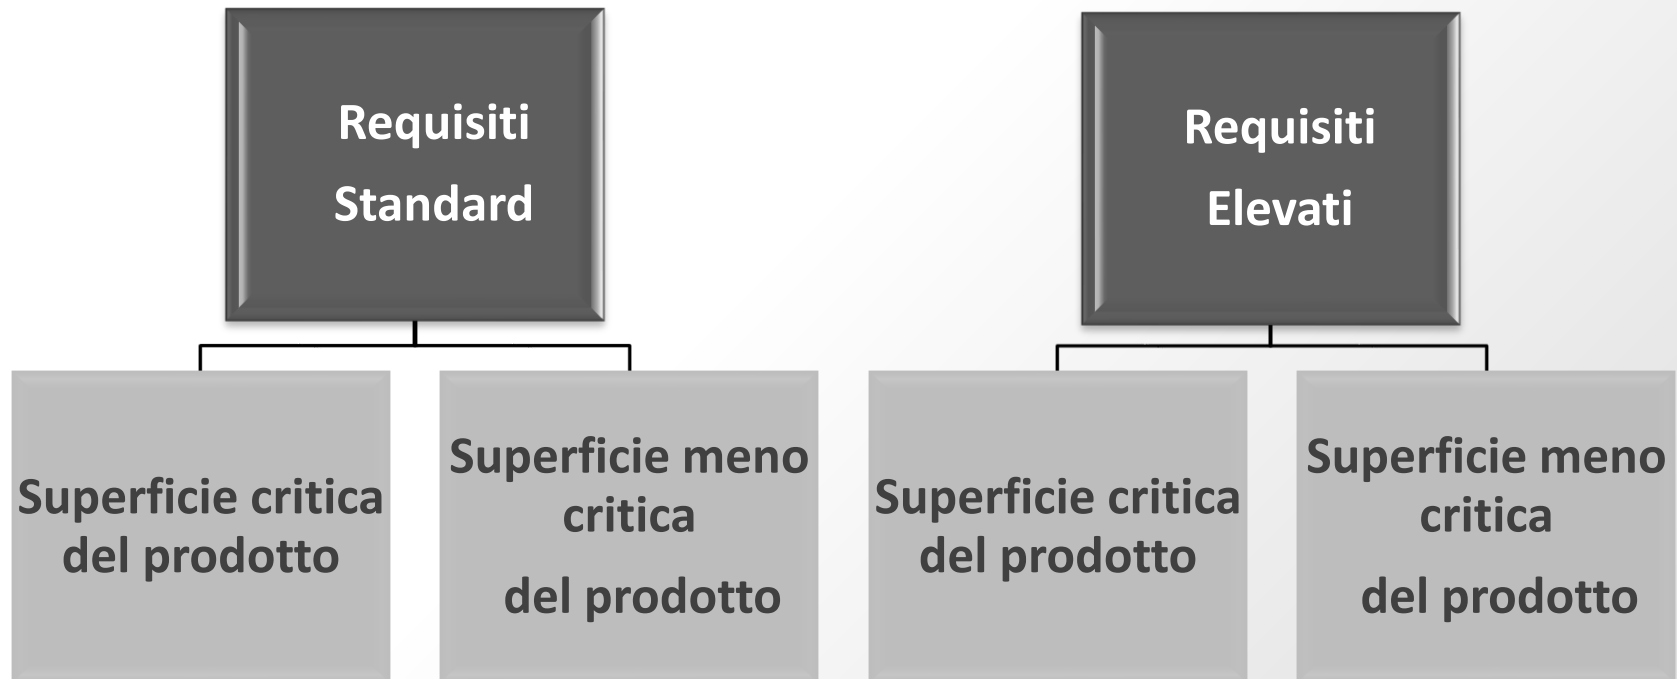 Requisiti
Standard
Requisiti
Elevati
Superficie critica
del prodotto
Superficie meno
critica
del prodotto
Superficie critica
del prodotto
Superficie meno
critica
del prodotto